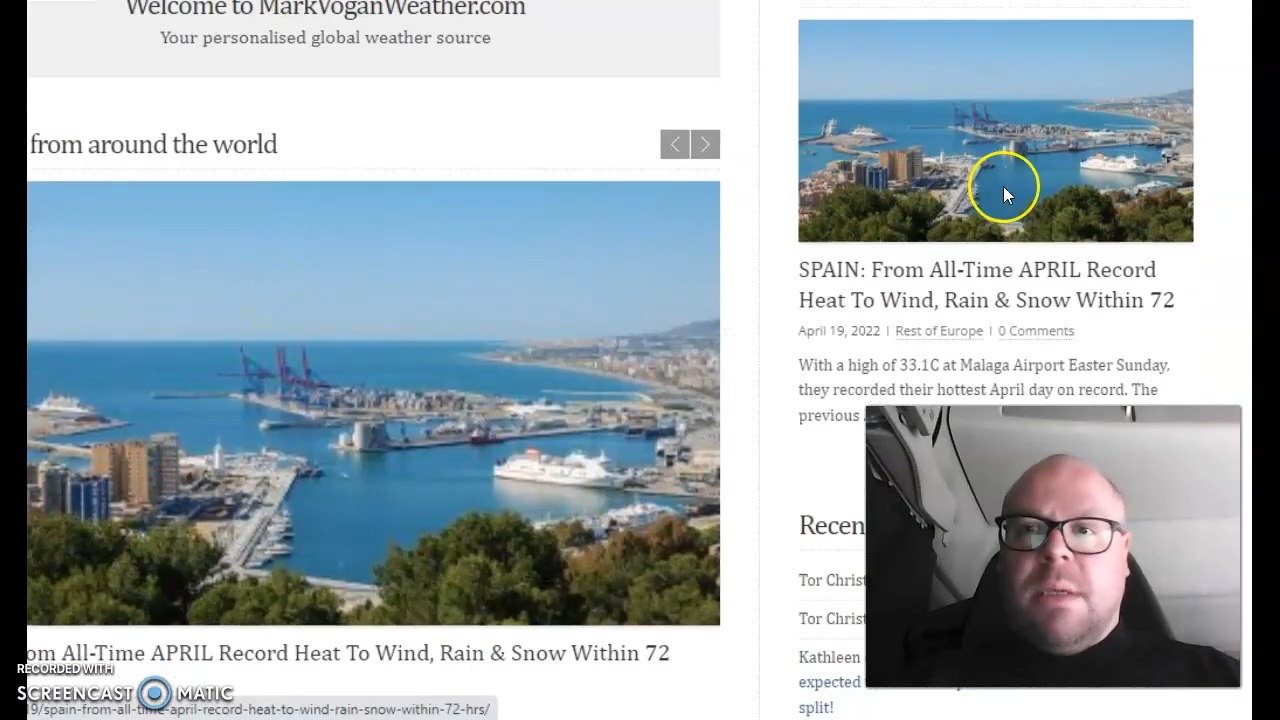 Welcome to MarkVoganWeather.com
Your personalised global weather source
from around the world
om All-Time APRIL Record Heat To Wind, Rain & Snow Within 72
RECORDED WITH
SCREENCAST MATIC
9/spain-from-all-time-april-record-heat-to-wind-rain-snow-within-72-hrs/
SPAIN: From All-Time APRIL Record
Heat To Wind, Rain & Snow Within 72
April 19, 2022 | Rest of Europe | 0 Comments
With a high of 33.1C at Malaga Airport Easter Sunday,
they recorded their hottest April day on record. The
previous
Recen
Tor Christ
Tor Christ
Kathleen
expected
split!